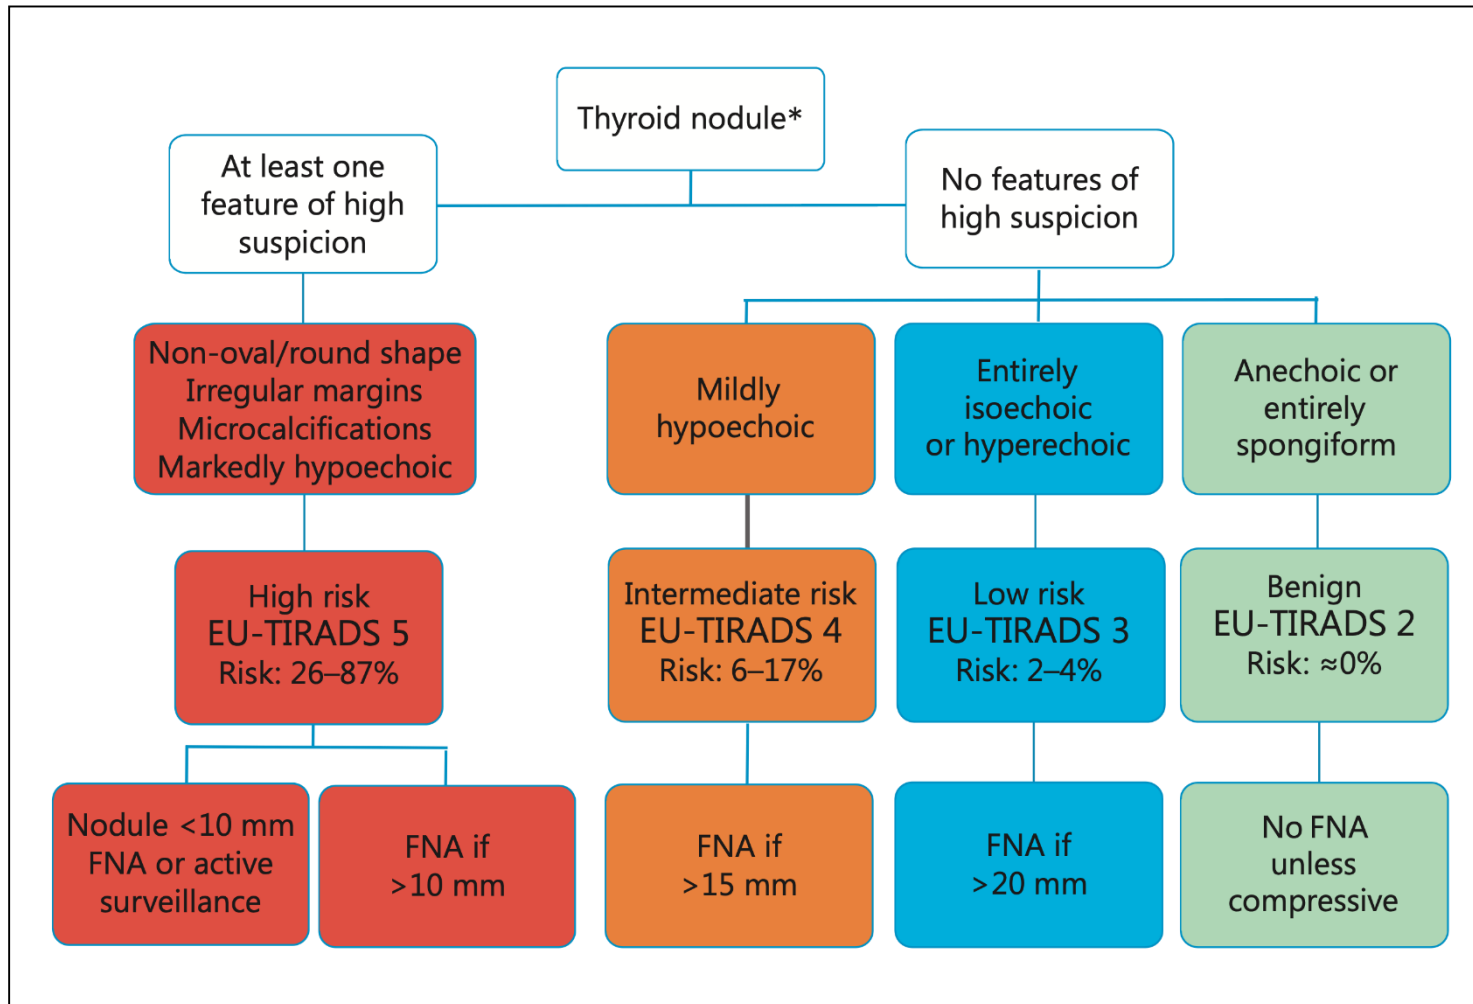 Thyroid nodule*
At least one
feature of high
suspicion
No features of
high suspicion
Non-oval/round shape
Irregular margins
Microcalcifications
Markedly hypoechoic
Mildly
hypoechoic
Entirely
isoechoic
or hyperechoic
Anechoic or
entirely
spongiform
High risk
EU-TIRADS 5
Risk: 26–87%
Intermediate risk
EU-TIRADS 4
Risk: 6–17%
Low risk
EU-TIRADS 3
Risk: 2–4%
Benign
EU-TIRADS 2
Risk: ≈0%
Nodule <10 mm
FNA or active
surveillance
FNA if
>10 mm
FNA if
>15 mm
FNA if
>20 mm
No FNA
unless
compressive